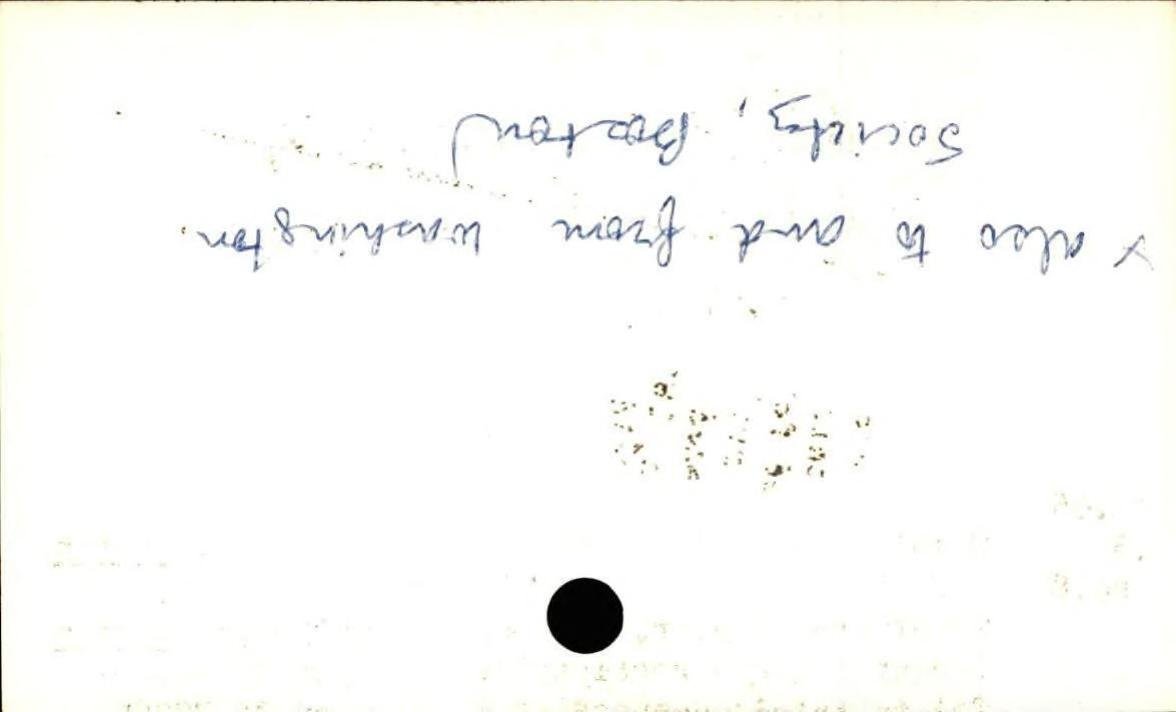 x also to and from Washington
Society, Boston)